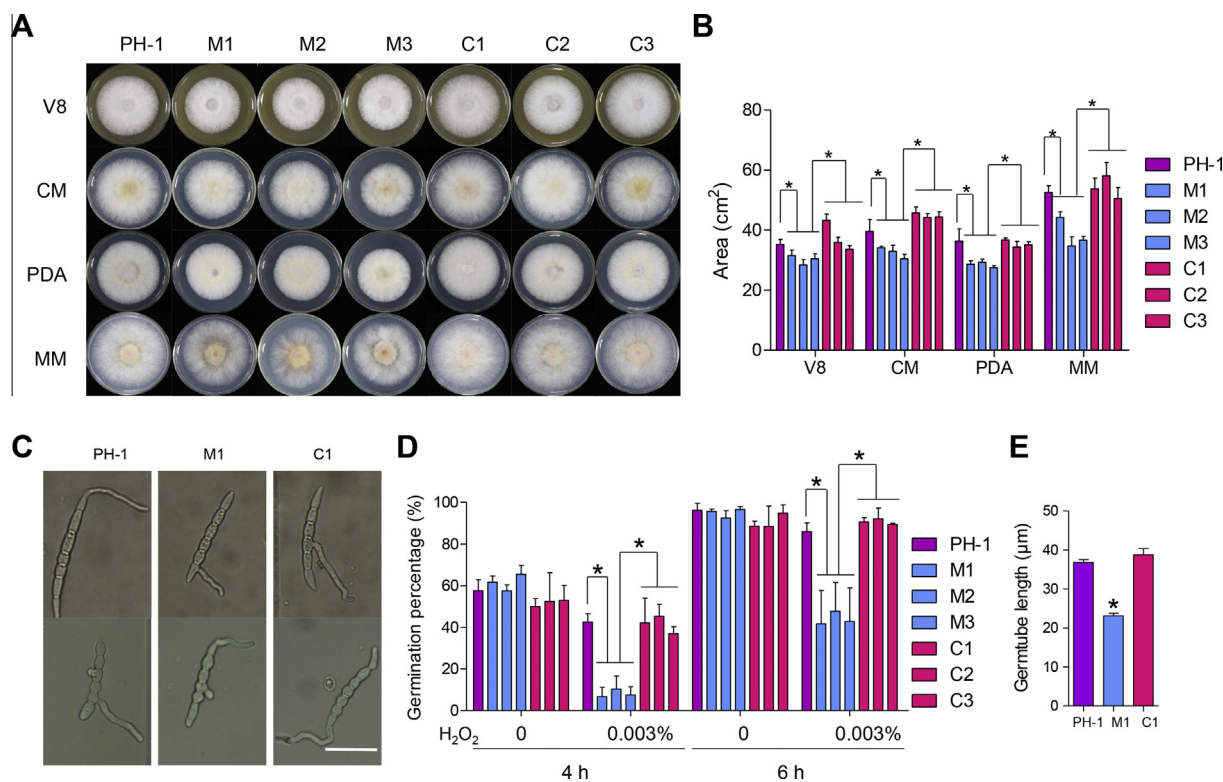 A
PH-1 M1 M2 M3 C1 C2 C3
V8
CM
PDA
MM
B
Area (cm²)
80
60
40
20
0
* * * * * * * *
V8 CM PDA MM
PH-1
M1
M2
M3
C1
C2
C3
C
PH-1 M1 C1
D
Germination percentage (%)
100
80
60
40
20
0
* * * *
H₂O₂ 0 0.003% 0 0.003%
4 h 6 h
PH-1
M1
M2
M3
C1
C2
C3
E
Germtube length (µm)
50
40
30
20
10
0
*
PH-1 M1 C1